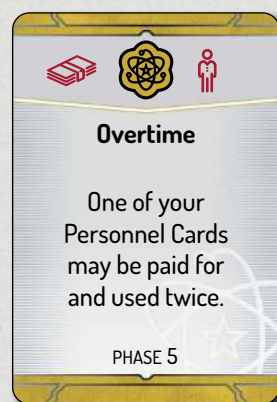 Overtime
One of your
Personnel Cards
may be paid for
and used twice.
PHASE 5